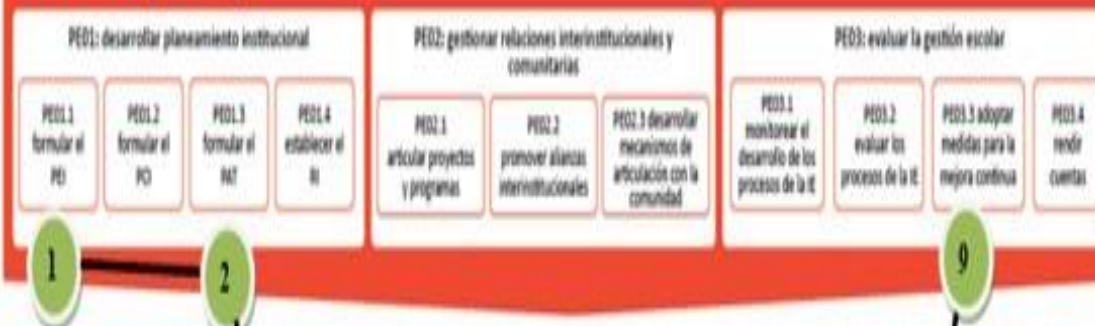 PE01: desarrollar planeamiento institucional
PE01.1
formular el
PEI
PE01.2
formular el
PCI
PE01.3
formular el
PAT
PE01.4
establecer el
RI
PE02: gestionar relaciones interinstitucionales y
comunitarias
PE02.1
articular proyectos
y programas
PE02.2
promover alianzas
interinstitucionales
PE02.3 desarrollar
mecanismos de
articulación con la
comunidad
PE03: evaluar la gestión escolar
PE03.1
monitorear el
desarrollo de los
procesos de la IE
PE03.2
evaluar los
procesos de la IE
PE03.3 adoptar
medidas para la
mejora continua
PE03.4
rendir
cuentas
1
2
9